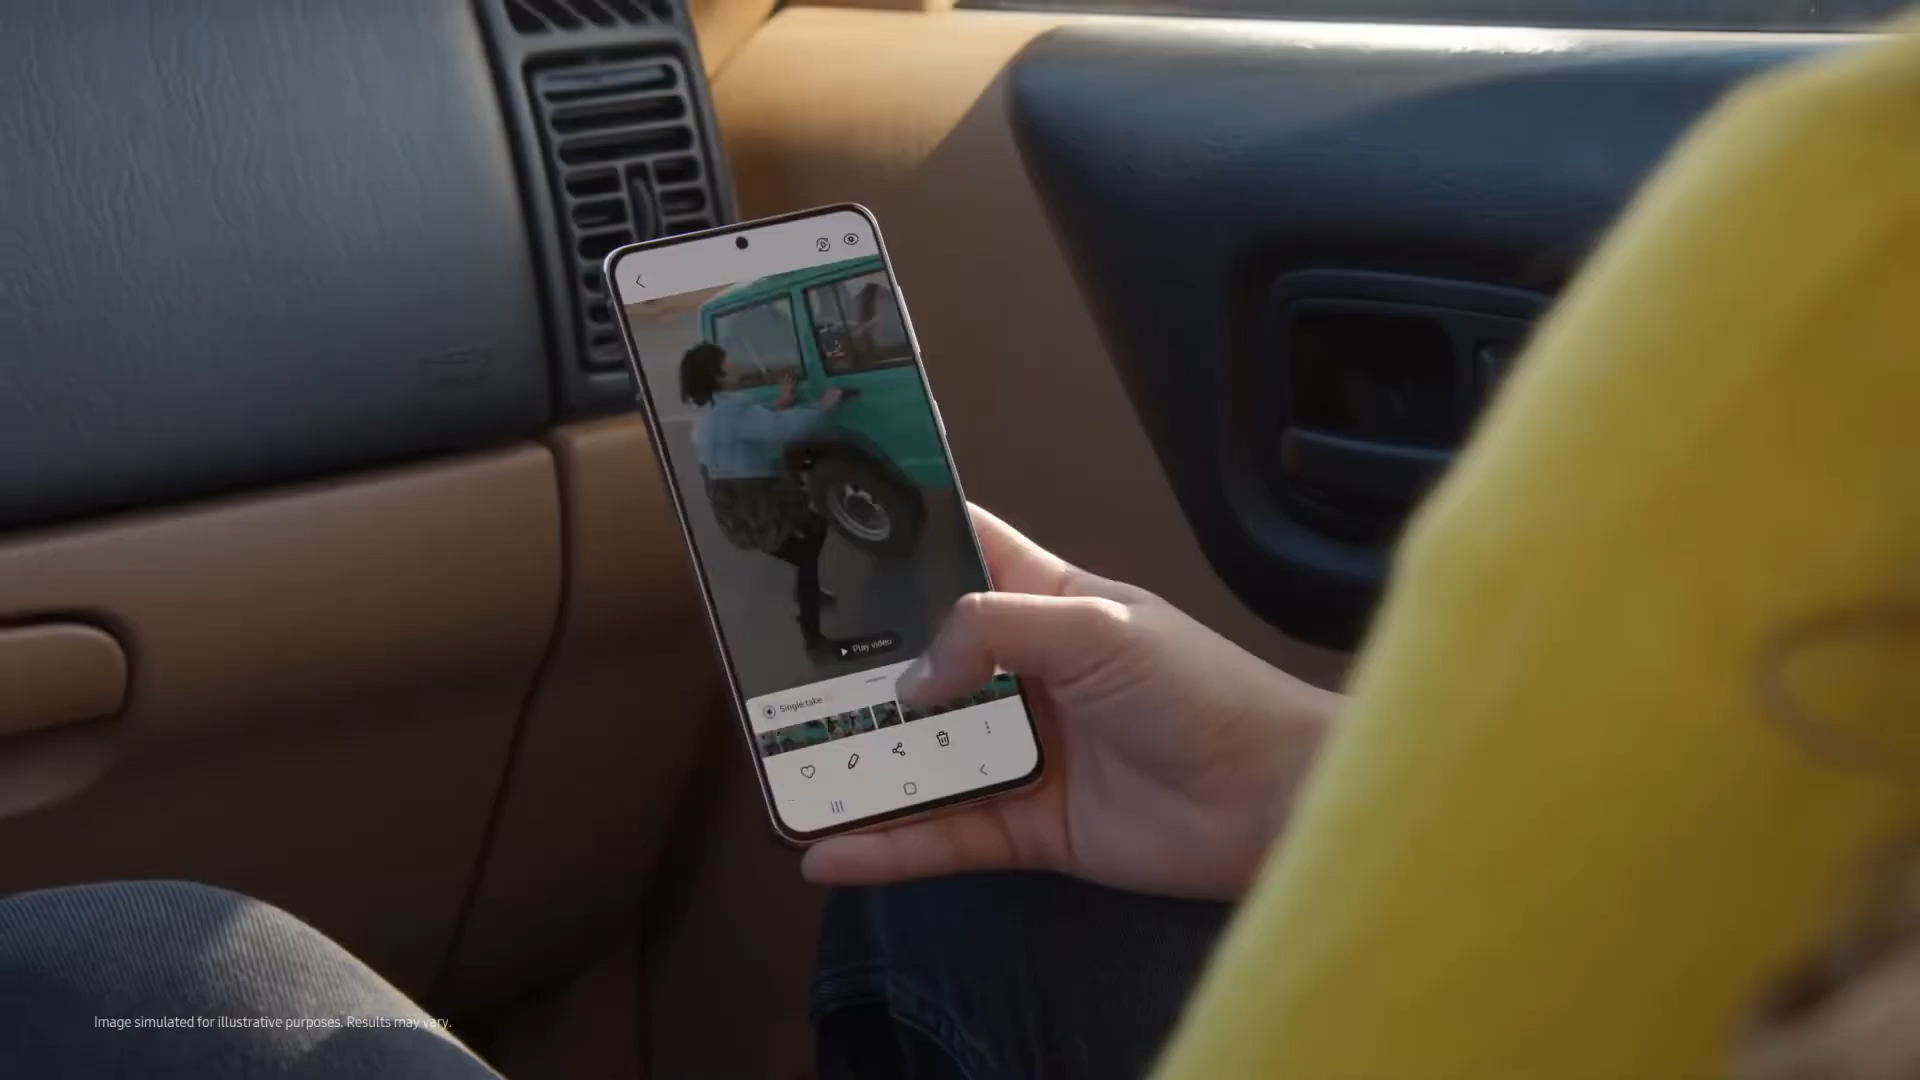 Play video
Single take
Image simulated for illustrative purposes. Results may vary.